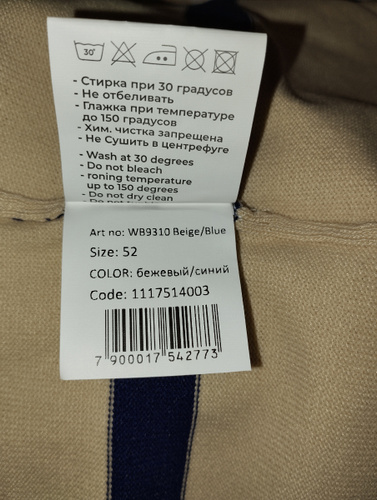 30°
- Стирка при 30 градусов
- Не отбеливать
- Глажка при температуре
до 150 градусов
- Хим. чистка запрещена
- Не Сушить в центрефуге
- Wash at 30 degrees
- Do not bleach
- roning temperature
up to 150 degrees
- Do not dry clean
Art no: WB9310 Beige/Blue
Size: 52
COLOR: бежевый/синий
Code: 1117514003
7 900017 542773